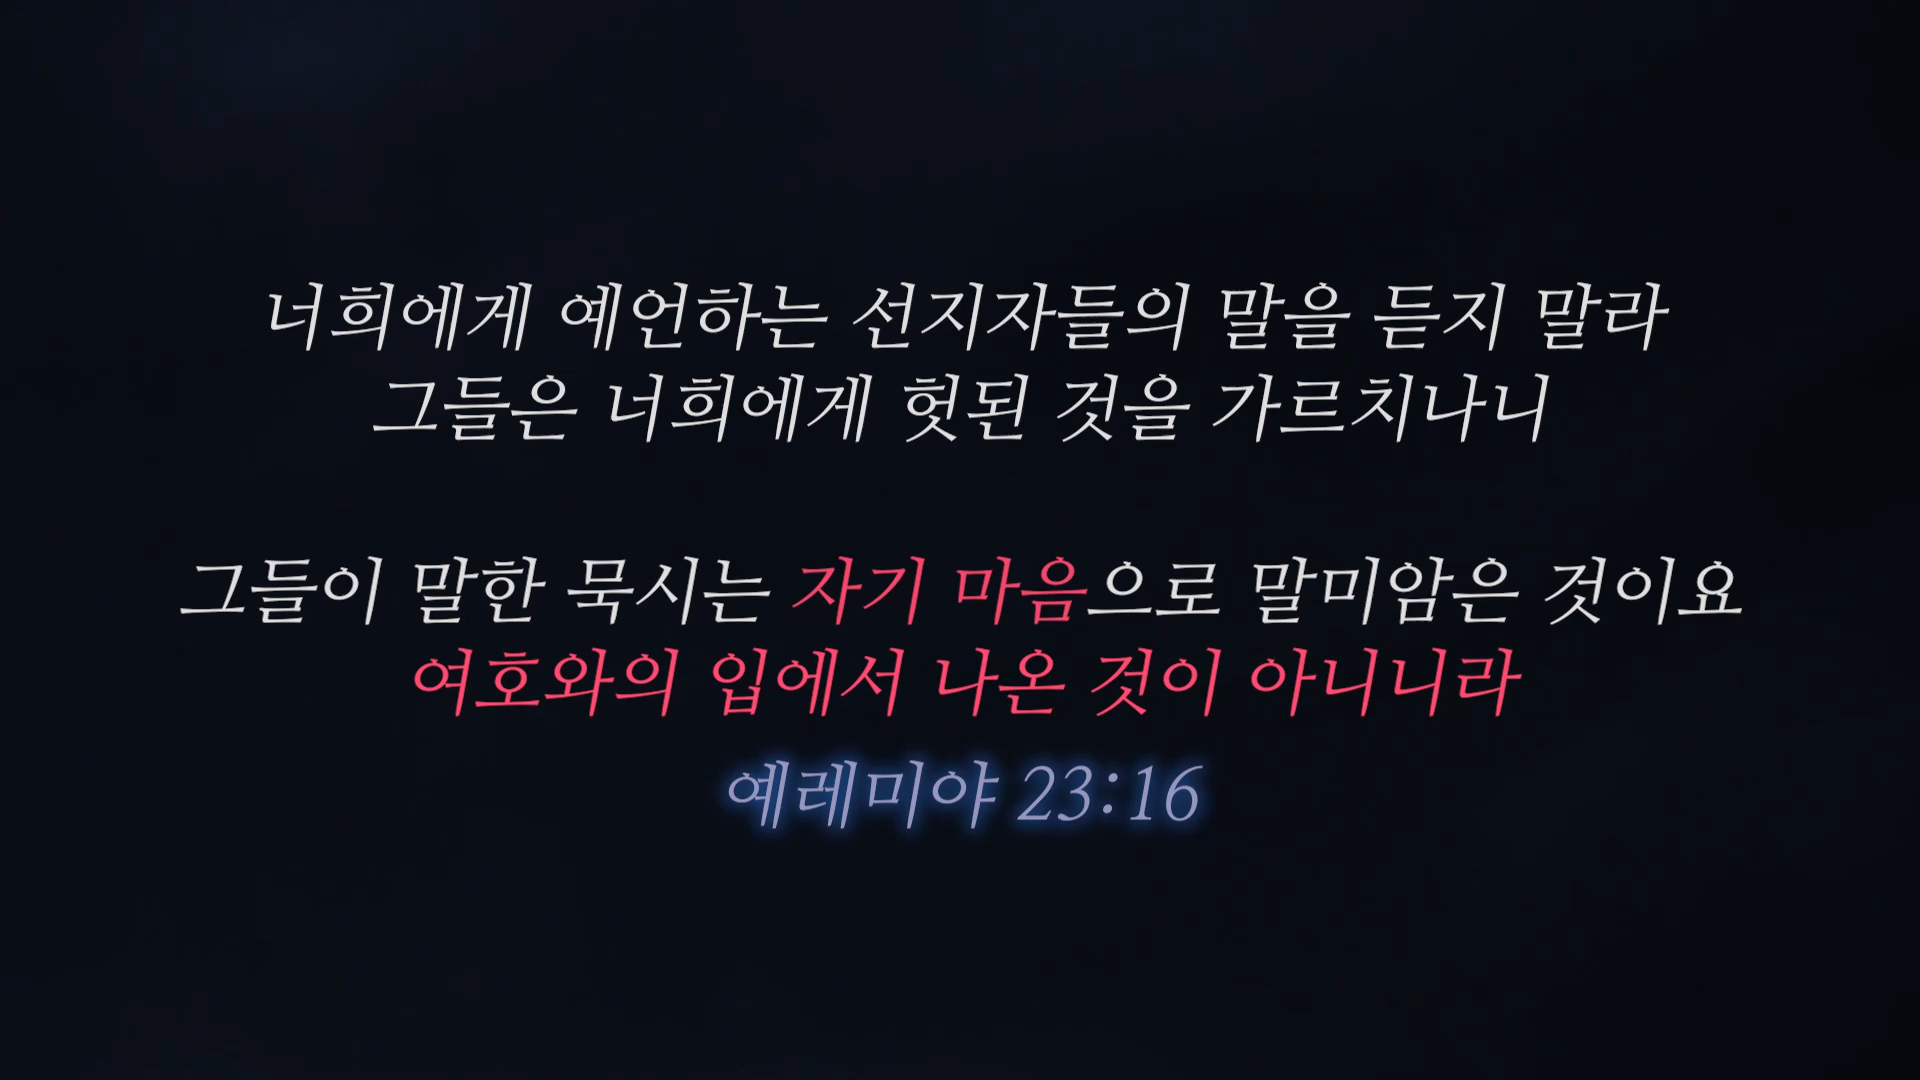 너희에게 예언하는 선지자들의 말을 듣지 말라
그들은 너희에게 헛된 것을 가르치나니
그들이 말한 묵시는 자기 마음으로 말미암은 것이요
여호와의 입에서 나온 것이 아니니라
예레미야 23:16